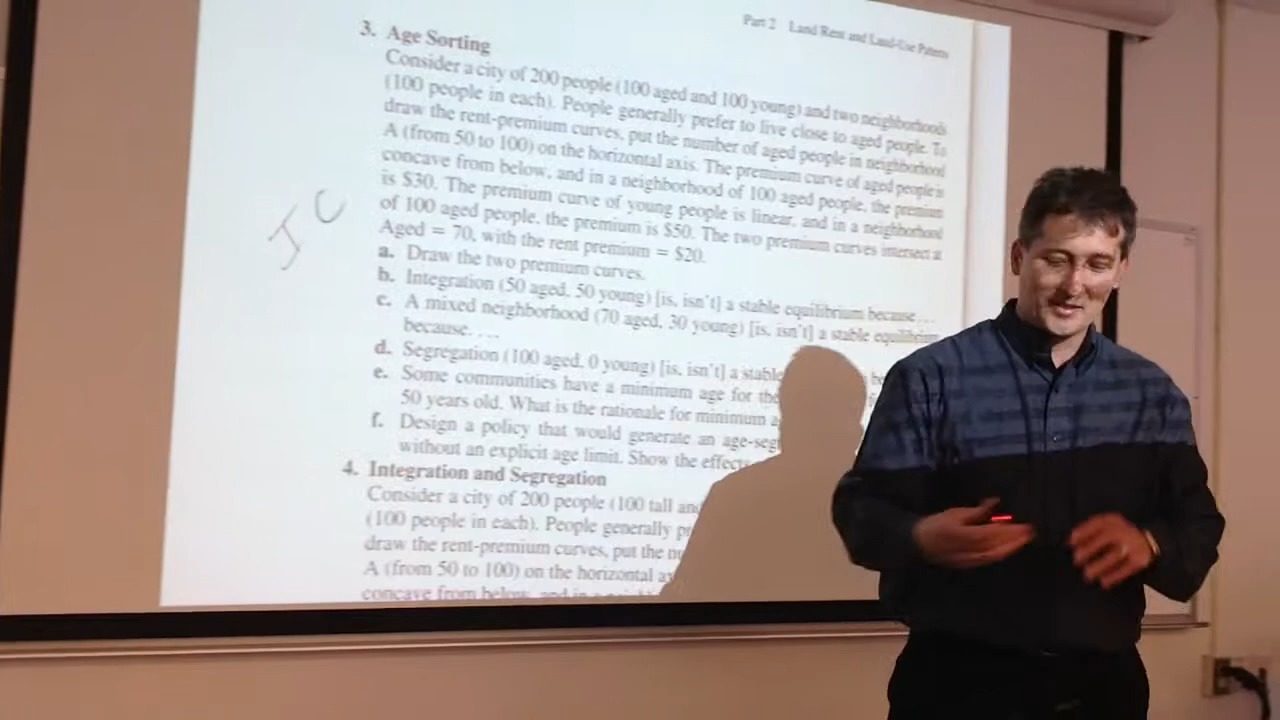 Part 2 Land Rent and Land-Use Patterns
3. Age Sorting
Consider a city of 200 people (100 aged and 100 young) and two neighborhoods
(100 people in each). People generally prefer to live close to aged people. To
draw the rent-premium curves, put the number of aged people in neighborhood
A (from 50 to 100) on the horizontal axis. The premium curve of aged people is
concave from below, and in a neighborhood of 100 aged people, the premium
is $30. The premium curve of young people is linear, and in a neighborhood
of 100 aged people, the premium is $50. The two premium curves intersect at
Aged = 70, with the rent premium = $20.
JC
a. Draw the two premium curves.
b. Integration (50 aged, 50 young) [is, isn't] a stable equilibrium because...
c. A mixed neighborhood (70 aged, 30 young) [is, isn't] a stable equilibrium
because....
d. Segregation (100 aged, 0 young) [is, isn't] a stable
e. Some communities have a minimum age for the
50 years old. What is the rationale for minimum
f. Design a policy that would generate an age-seg
without an explicit age limit. Show the effects
4. Integration and Segregation
Consider a city of 200 people (100 tall and
(100 people in each). People generally
draw the rent-premium curves, put the
A (from 50 to 100) on the horizontal
concave from below, and in a